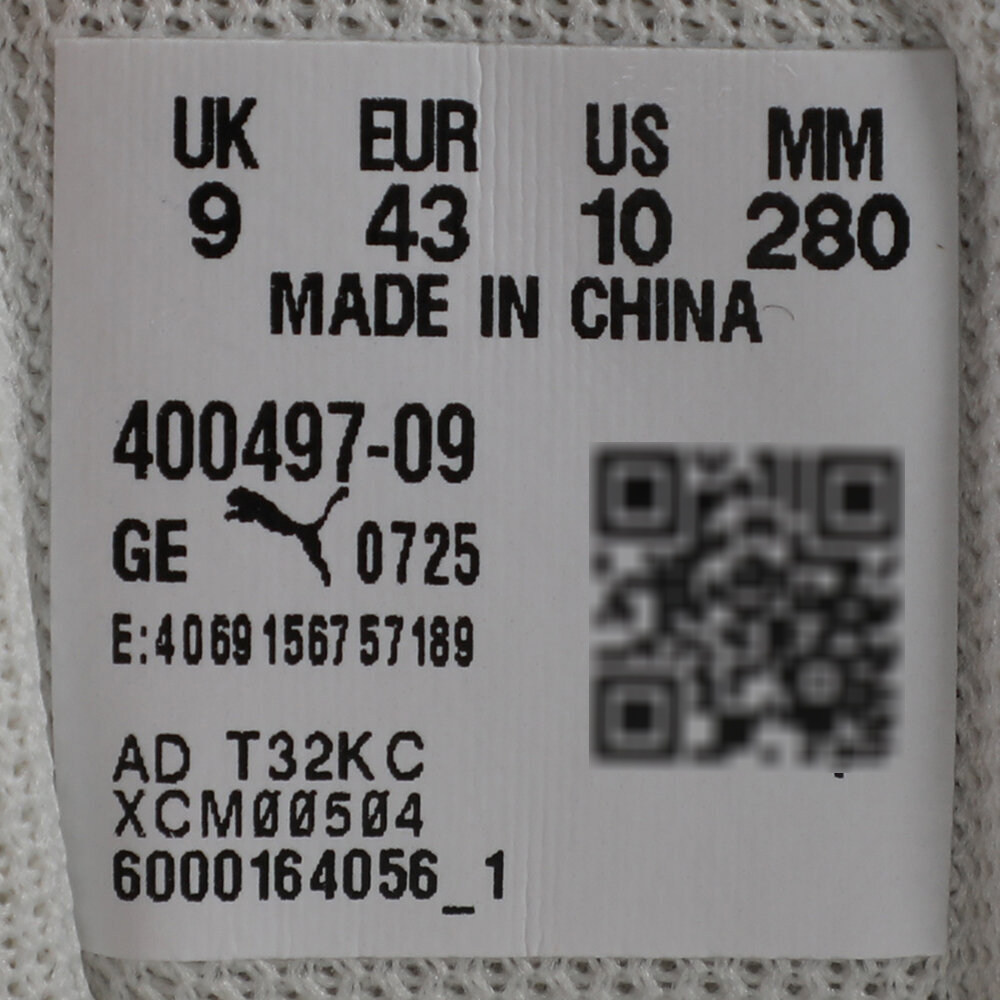 UK EUR US MM
9 43 10 280
MADE IN CHINA
400497-09
GE 0725
E:4069156757189
AD T32KC
XCM00504
6000164056_1